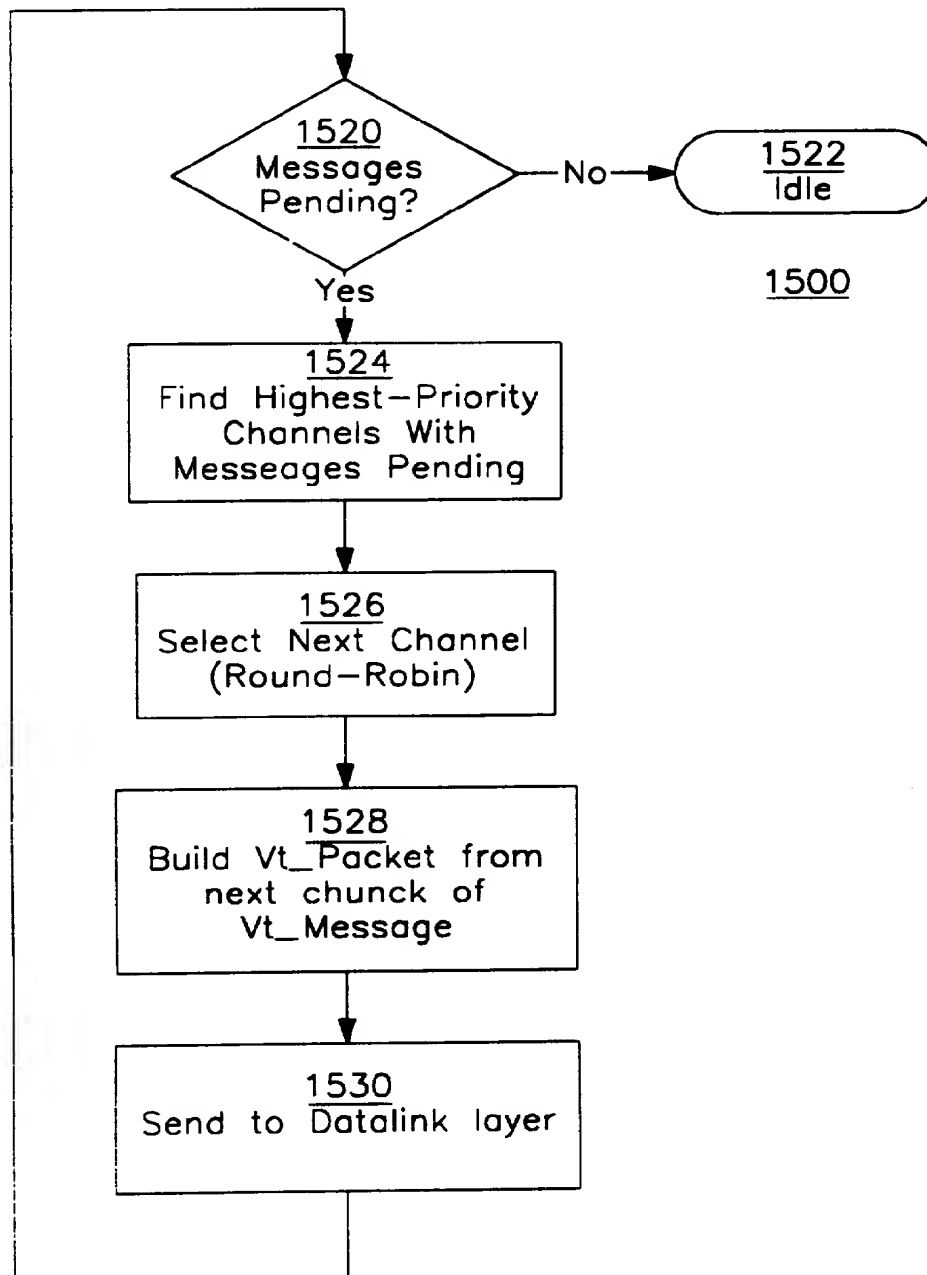 1520
Messages
Pending?
No
1522
Idle
1500
Yes
1524
Find Highest-Priority
Channels With
Messeages Pending
1526
Select Next Channel
(Round-Robin)
1528
Build Vt_Packet from
next chunck of
Vt_Message
1530
Send to Datalink layer